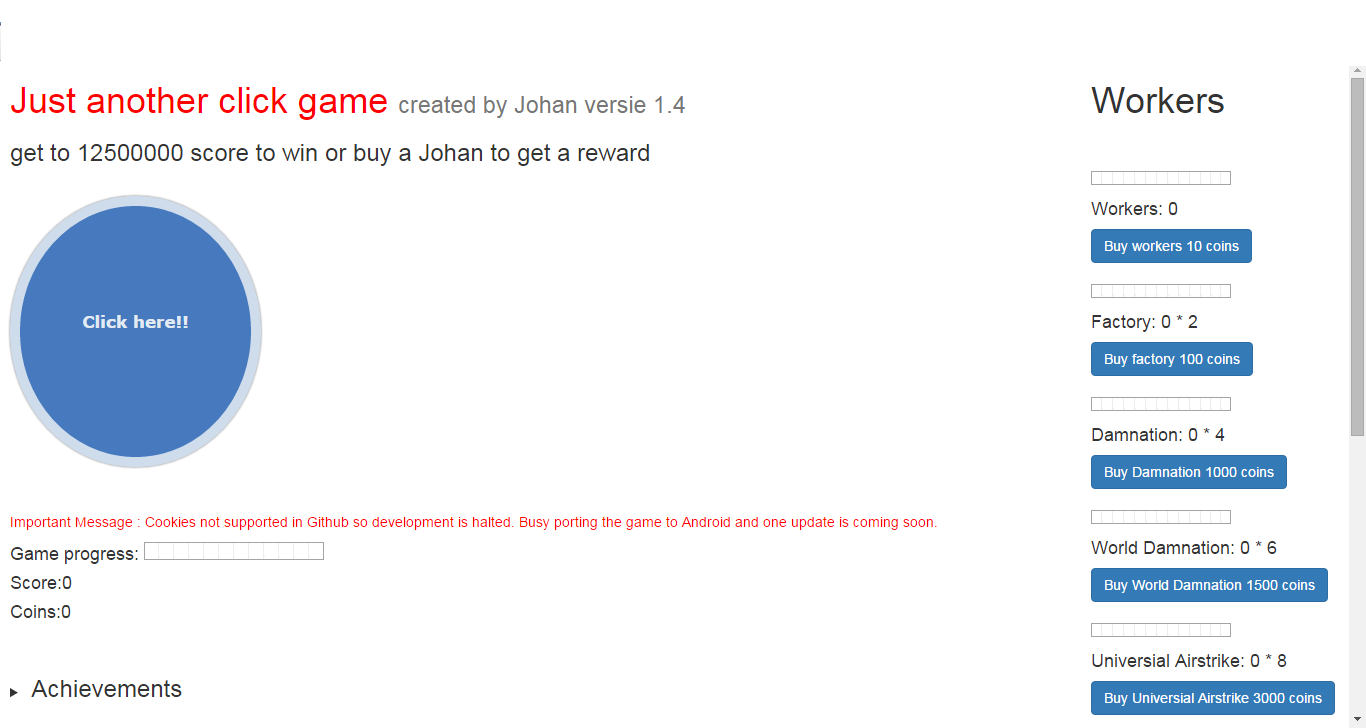 Just another click game created by Johan versie 1.4
get to 12500000 score to win or buy a Johan to get a reward
Click here!!
Important Message : Cookies not supported in Github so development is halted. Busy porting the game to Android and one update is coming soon.
Game progress:
Score:0
Coins:0
Achievements
Workers
Workers: 0
Buy workers 10 coins
Factory: 0 * 2
Buy factory 100 coins
Damnation: 0 * 4
Buy Damnation 1000 coins
World Damnation: 0 * 6
Buy World Damnation 1500 coins
Universial Airstrike: 0 * 8
Buy Universial Airstrike 3000 coins